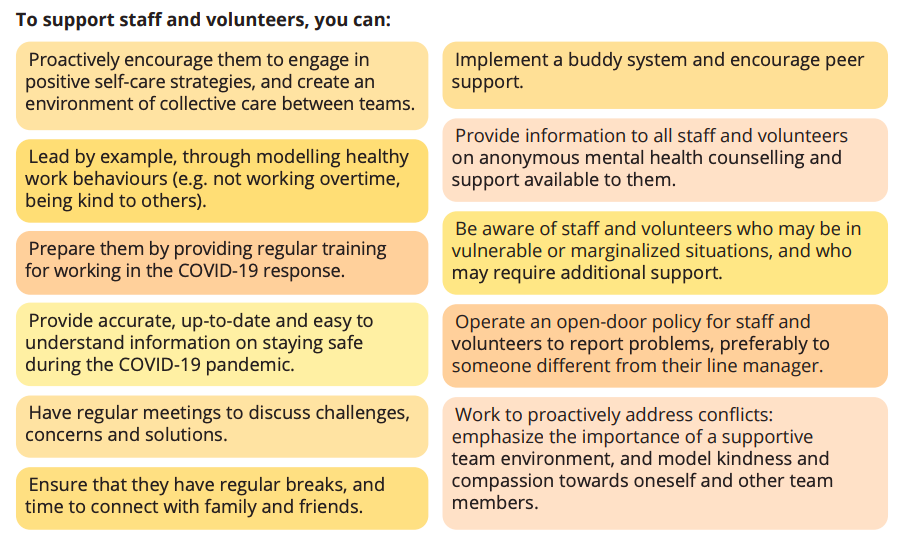 To support staff and volunteers, you can:
Proactively encourage them to engage in
positive self-care strategies, and create an
environment of collective care between teams.
Lead by example, through modelling healthy
work behaviours (e.g. not working overtime,
being kind to others).
Prepare them by providing regular training
for working in the COVID-19 response.
Provide accurate, up-to-date and easy to
understand information on staying safe
during the COVID-19 pandemic.
Have regular meetings to discuss challenges,
concerns and solutions.
Ensure that they have regular breaks, and
time to connect with family and friends.
Implement a buddy system and encourage peer
support.
Provide information to all staff and volunteers
on anonymous mental health counselling and
support available to them.
Be aware of staff and volunteers who may be in
vulnerable or marginalized situations, and who
may require additional support.
Operate an open-door policy for staff and
volunteers to report problems, preferably to
someone different from their line manager.
Work to proactively address conflicts:
emphasize the importance of a supportive
team environment, and model kindness and
compassion towards oneself and other team
members.